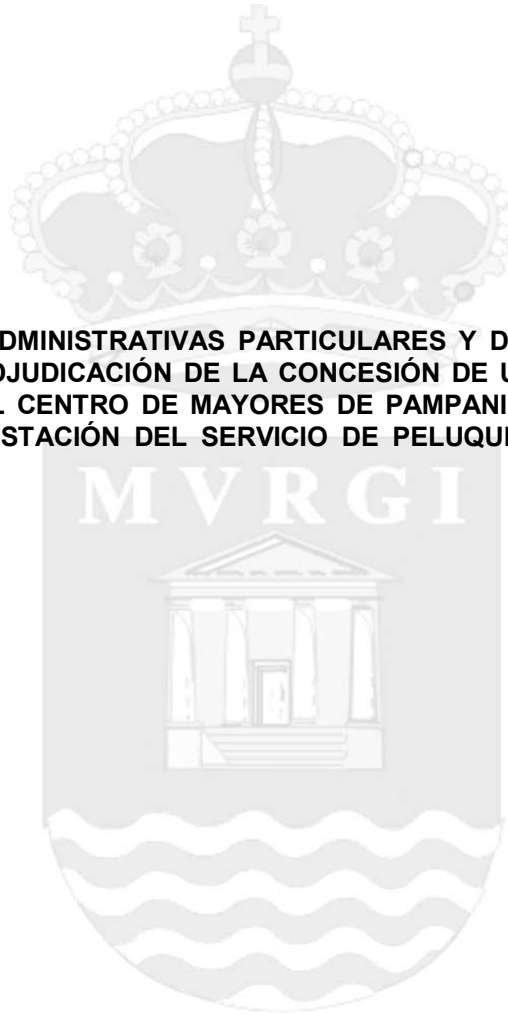 DMINISTRATIVAS PARTICULARES Y D
DJUDICACIÓN DE LA CONCESIÓN DE U
L CENTRO DE MAYORES DE PAMPANI
STACIÓN DEL SERVICIO DE PELUQU
MVRGI